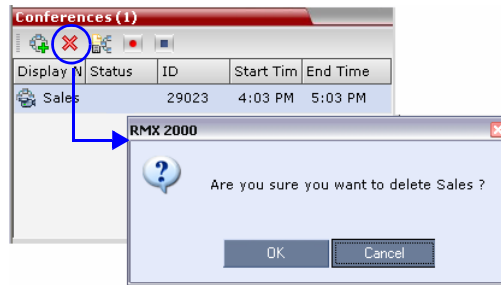 Conferences (1)
Display N Status ID Start Tim End Time
Sales 29023 4:03 PM 5:03 PM
RMX 2000
Are you sure you want to delete Sales ?
OK Cancel